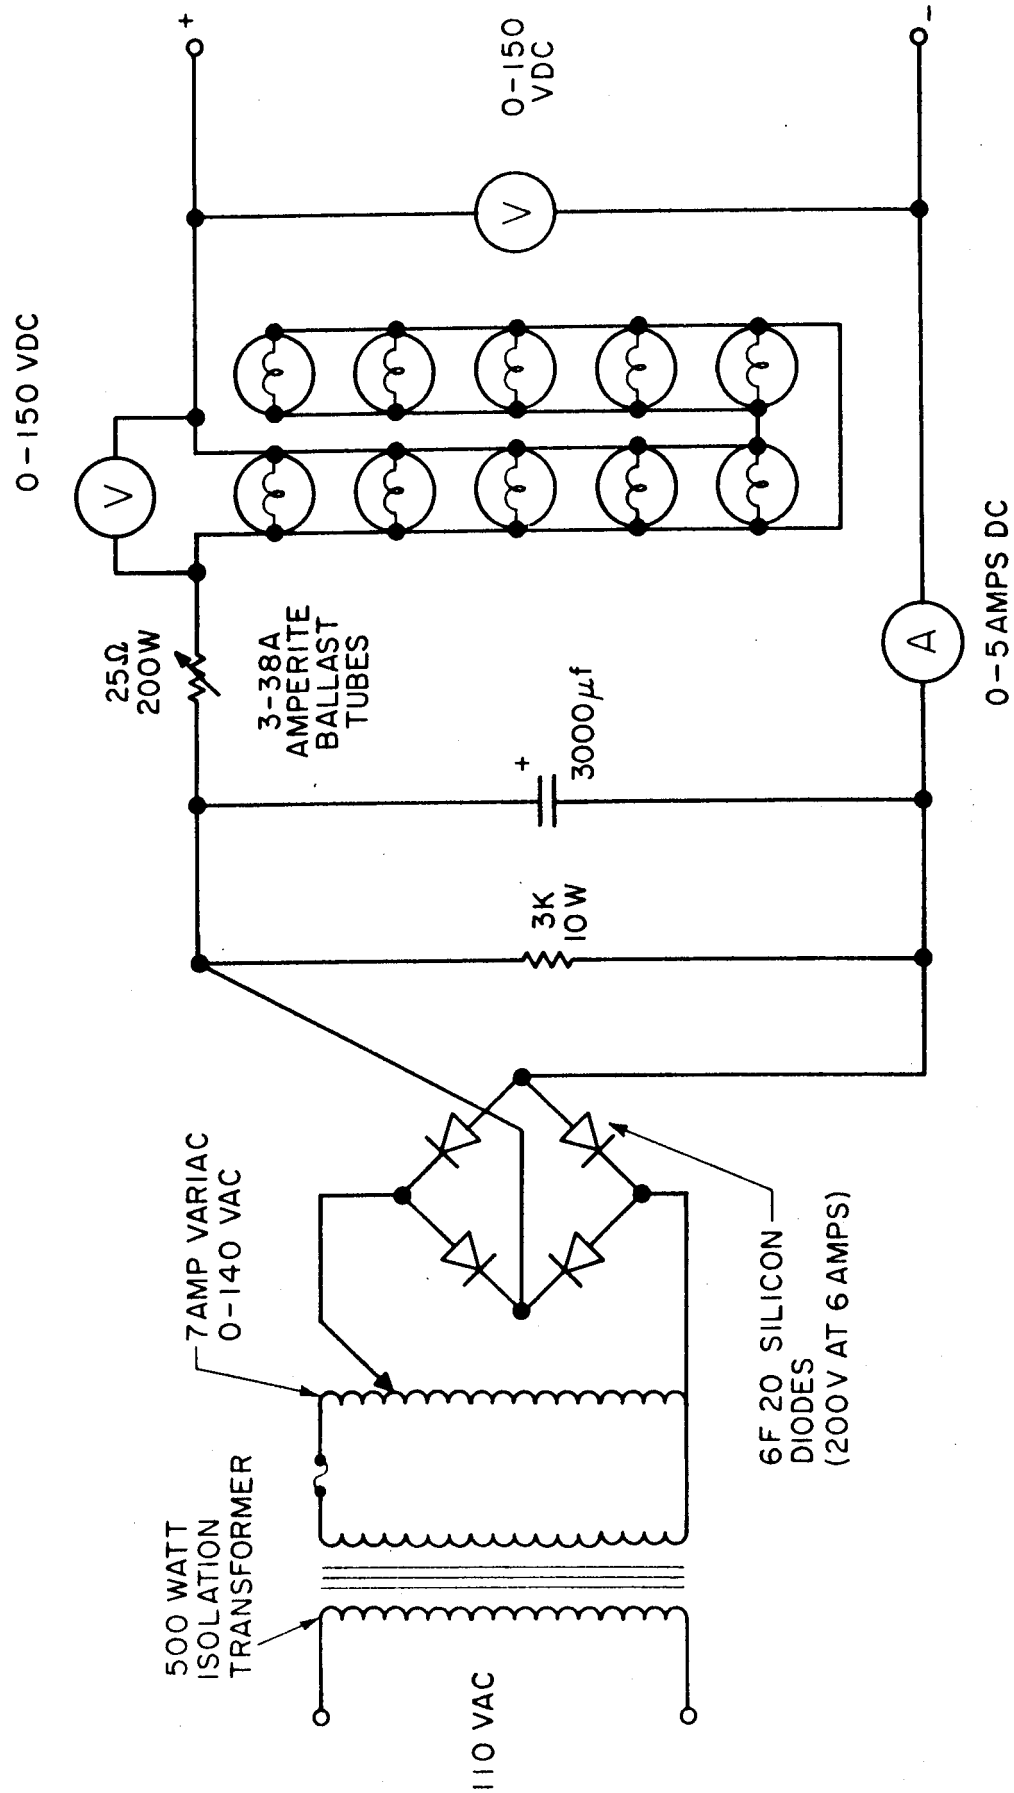 500 WATT
ISOLATION
TRANSFORMER
110 VAC
7 AMP VARIAC
0-140 VAC
6F 20 SILICON
DIODES
(200V AT 6 AMPS)
3K
10W
+
3000μf
25Ω
200W
3-38A
AMPERITE
BALLAST
TUBES
0-150 VDC
V
A
0-5 AMPS DC
V
0-150
VDC
+
-